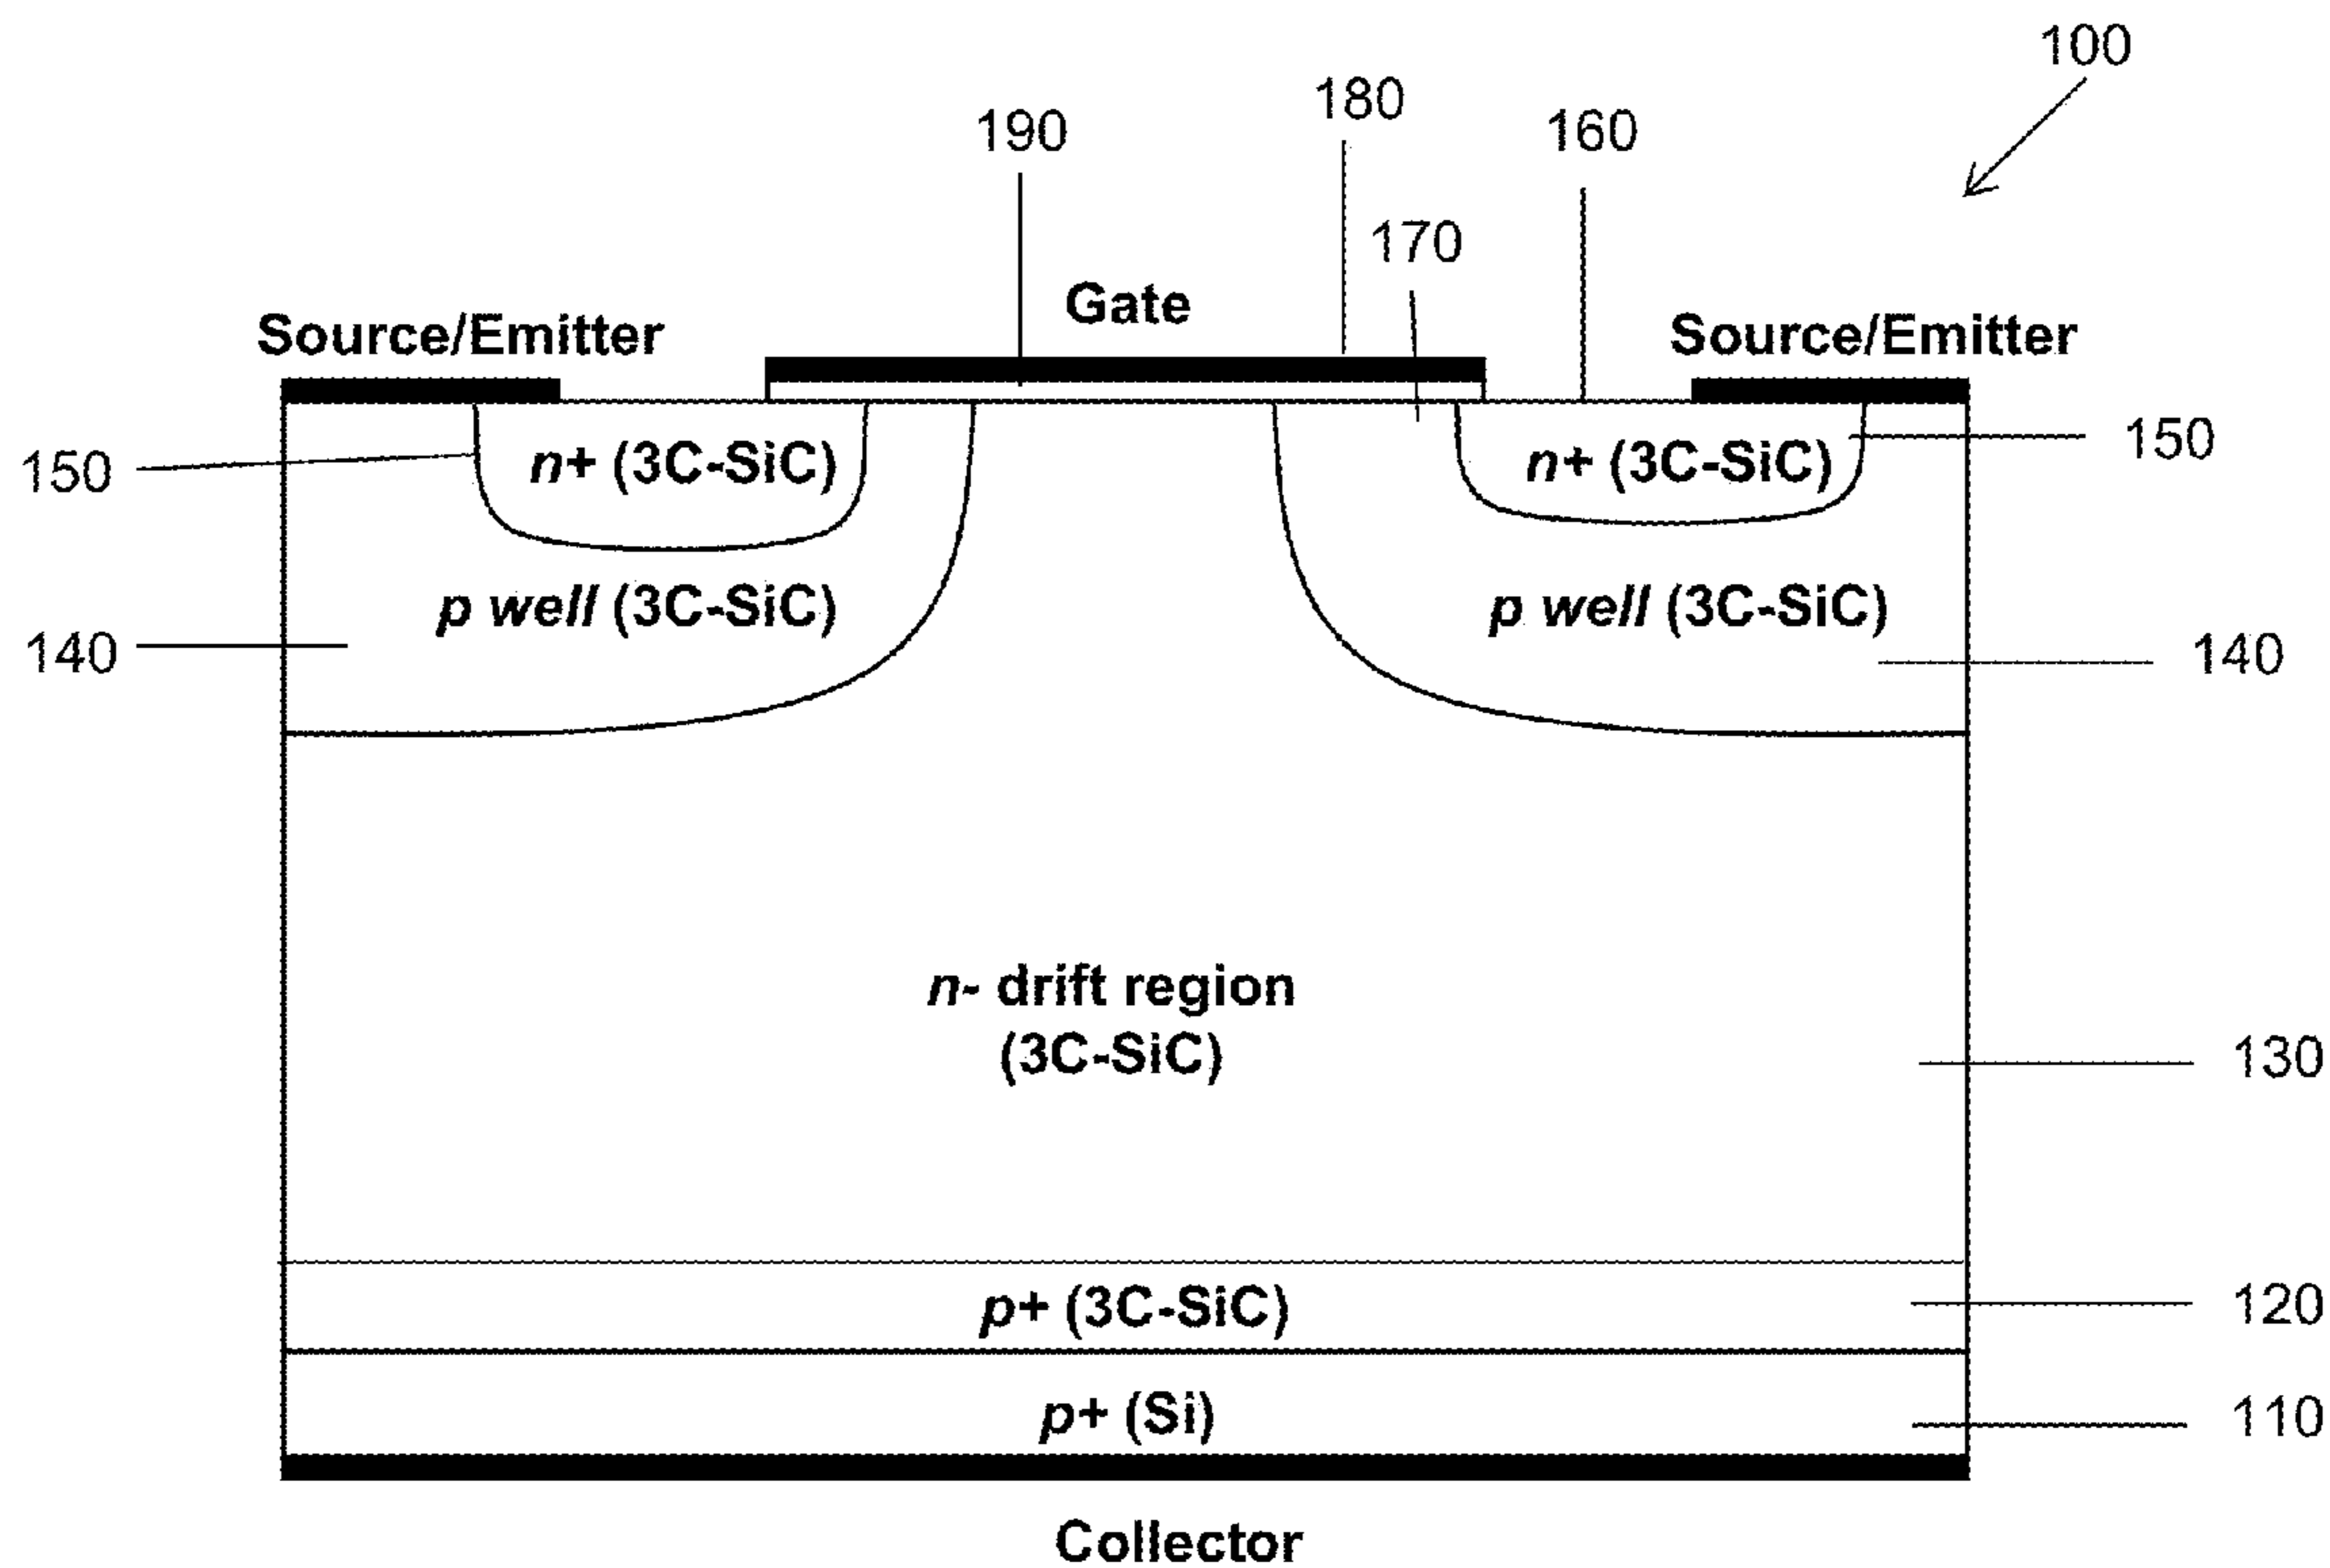 100
180
190
160
170
Gate
Source/Emitter
Source/Emitter
n+ (3C-SiC)
n+ (3C-SiC)
150
150
p well (3C-SiC)
p well (3C-SiC)
140
140
n- drift region
(3C-SiC)
130
p+ (3C-SiC)
120
p+ (Si)
110
Collector